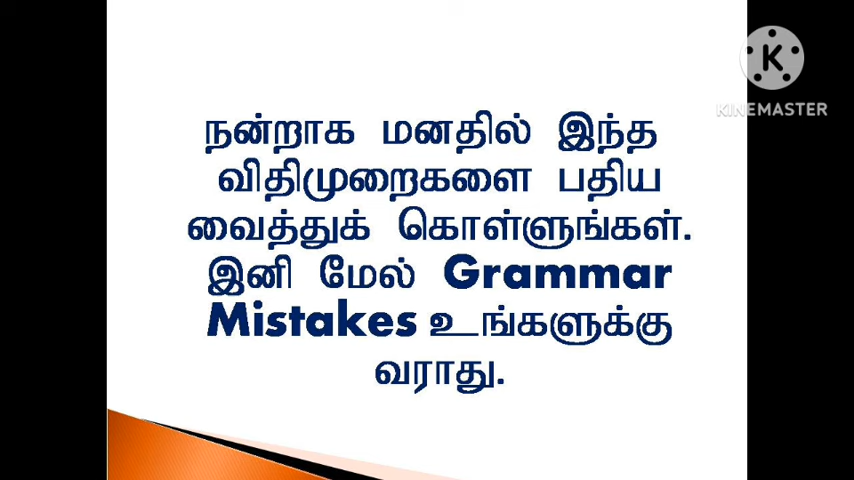 K
KINEMASTER
நன்றாக மனதில் இந்த
விதிமுறைகளை பதிய
வைத்துக் கொள்ளுங்கள்.
இனி மேல் Grammar
Mistakes உங்களுக்கு
வராது.